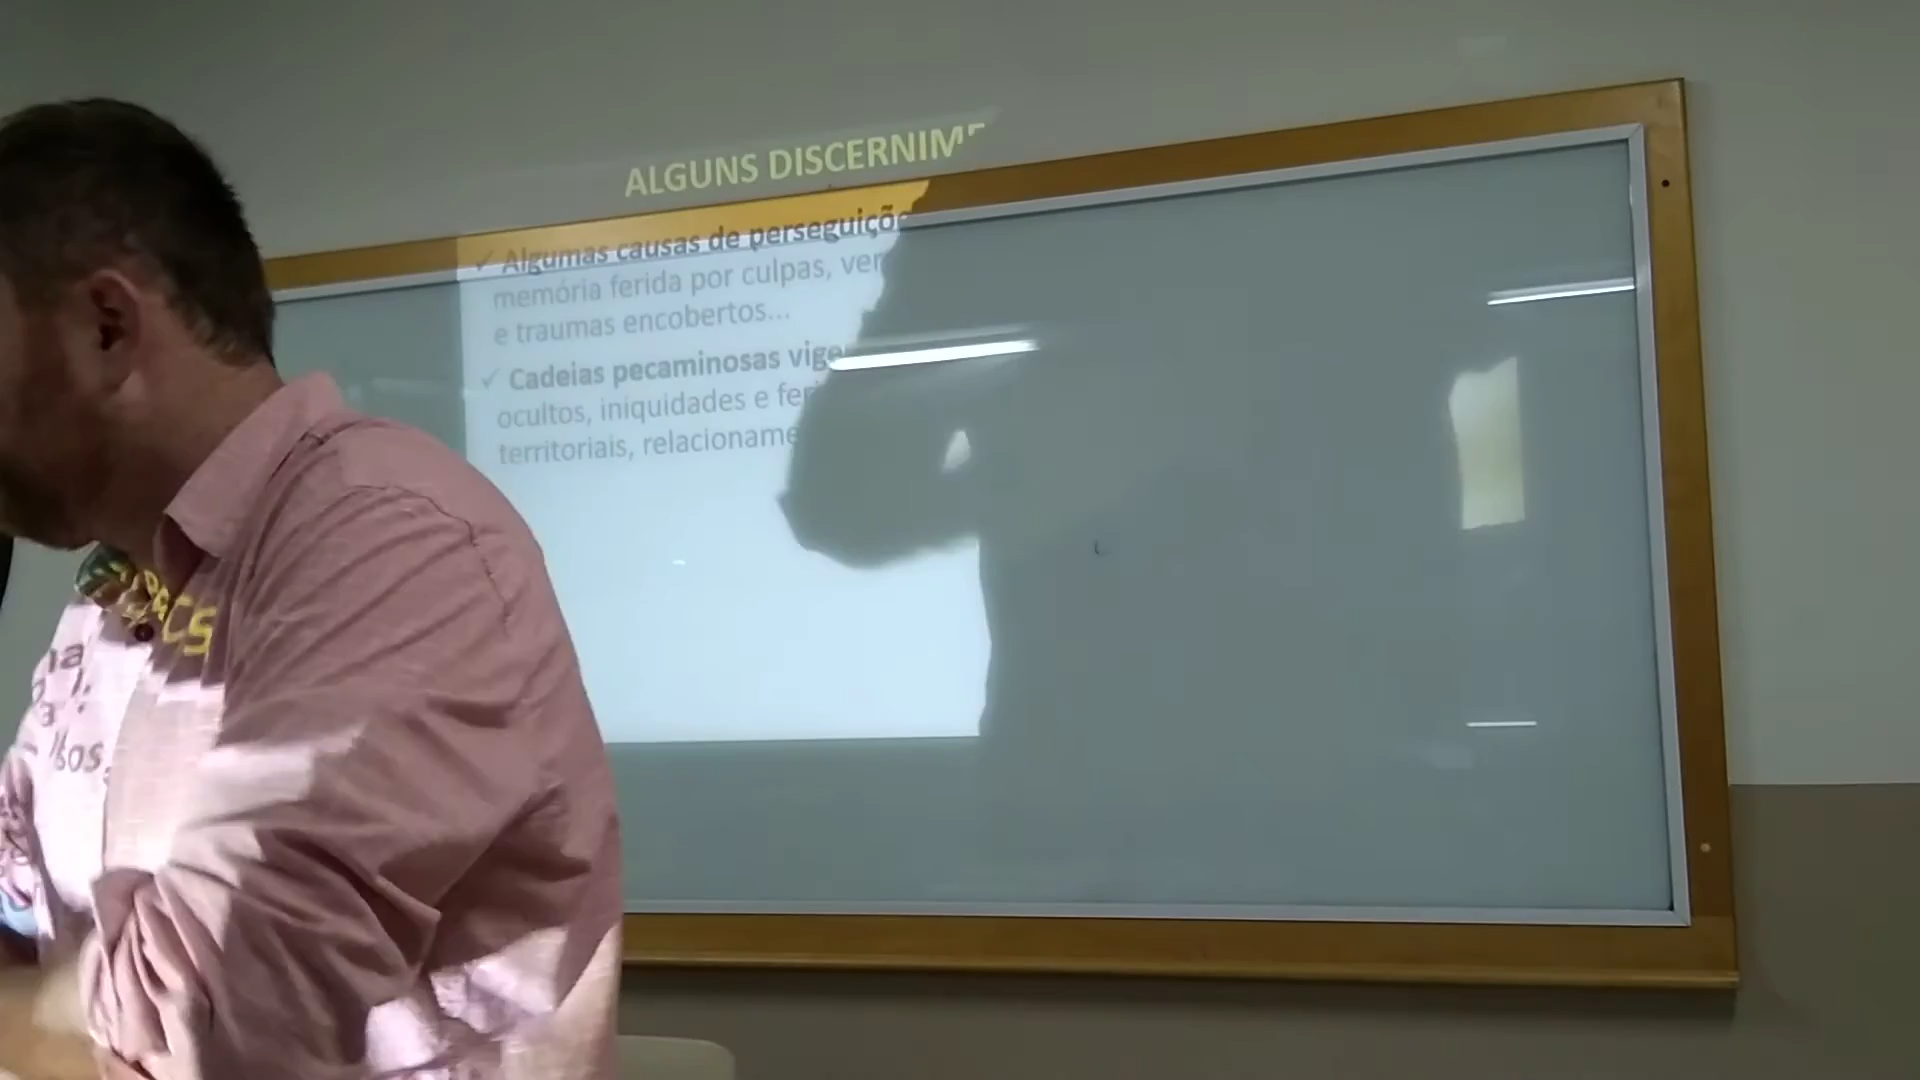 ALGUNS DISCERNIME
✓ Algumas causas de perseguiçõ
memória ferida por culpas, ver
e traumas encobertos...
✓ Cadeias pecaminosas vige
ocultos, iniquidades e fer
territoriais, relacioname